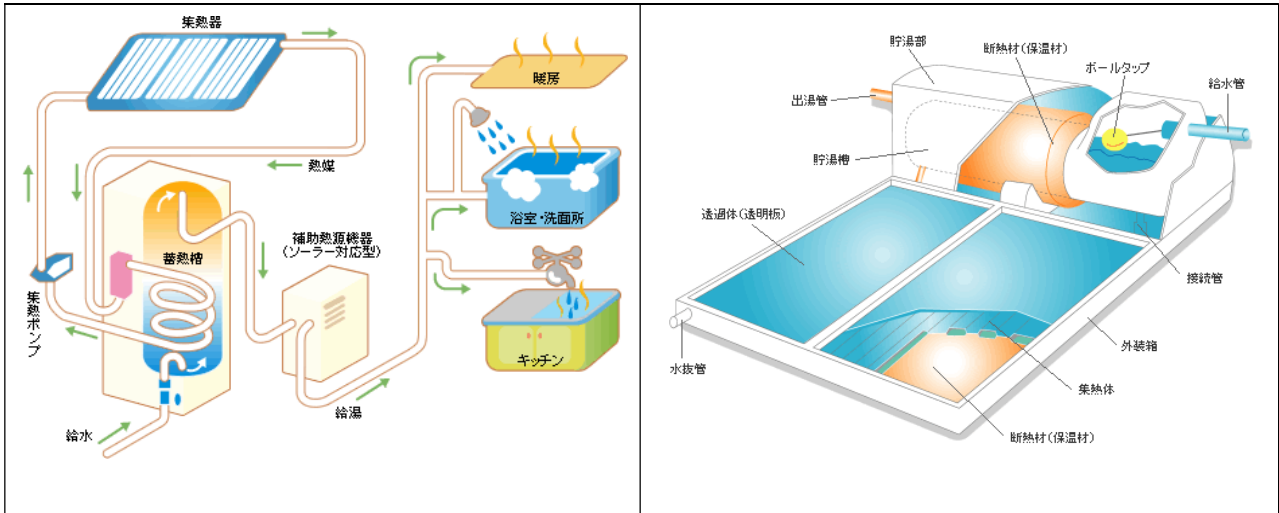 集熱器
暖房
熱媒
浴室・洗面所
補助熱源機器
(ソーラー対応型)
蓄熱槽
集熱ポンプ
キッチン
給湯
給水
貯湯部
断熱材(保温材)
ボールタップ
給水管
出湯管
貯湯槽
透過体(透明板)
接続管
外装箱
水抜管
集熱体
断熱材(保温材)